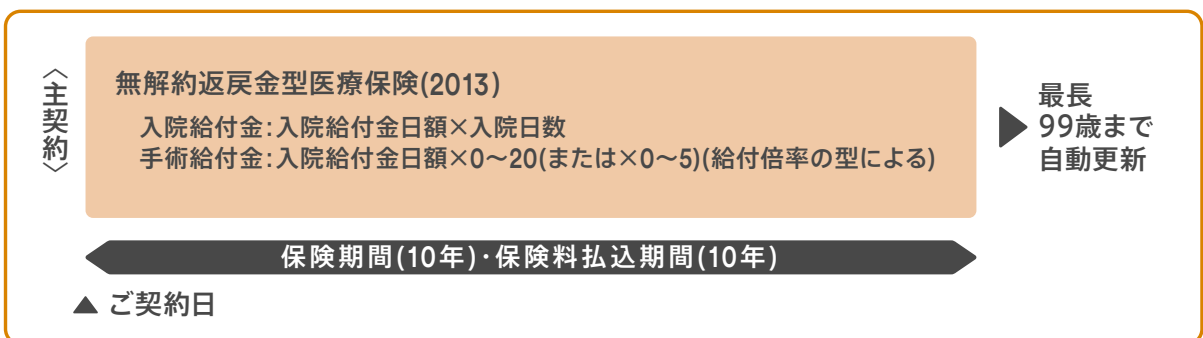 〈主契約〉
無解約返戻金型医療保険(2013)
入院給付金:入院給付金日額×入院日数
手術給付金:入院給付金日額×0〜20(または×0〜5)(給付倍率の型による)
最長
99歳まで
自動更新
保険期間(10年)・保険料払込期間(10年)
▲ ご契約日